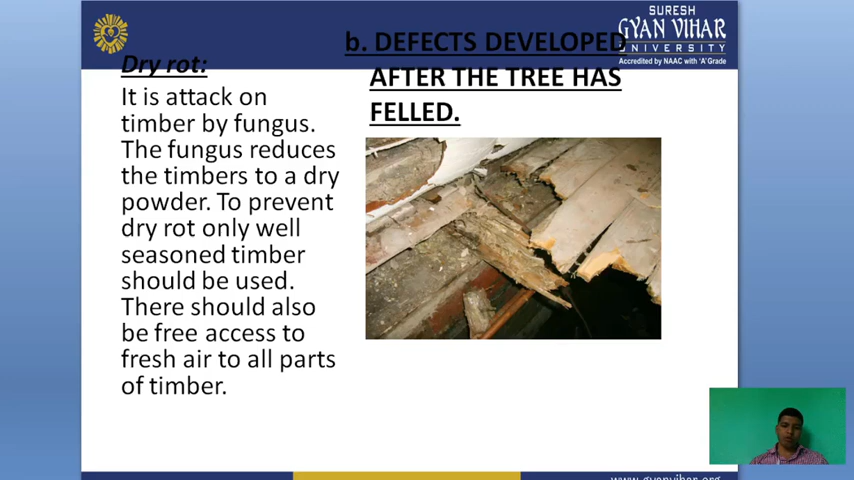 SURESH
GYAN VIHAR
UNIVERSITY
Accredited by NAAC with 'A' Grade
b. DEFECTS DEVELOPED
AFTER THE TREE HAS
FELLED.
Dry rot:
It is attack on
timber by fungus.
The fungus reduces
the timbers to a dry
powder. To prevent
dry rot only well
seasoned timber
should be used.
There should also
be free access to
fresh air to all parts
of timber.
www.gyanvihar.org